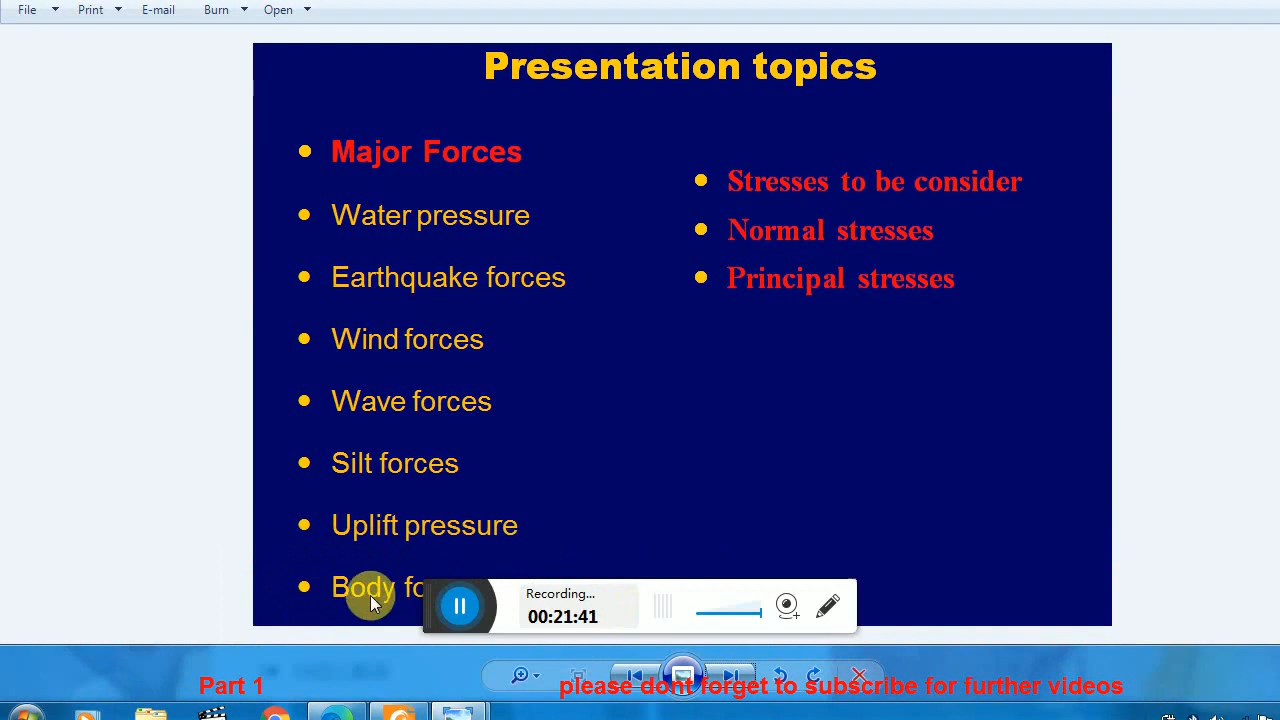 File Print E-mail Burn Open
Presentation topics
Major Forces
Water pressure
Earthquake forces
Wind forces
Wave forces
Silt forces
Uplift pressure
Body fo
Stresses to be consider
Normal stresses
Principal stresses
Recording...
00:21:41
Part 1
please dont forget to subscribe for further videos